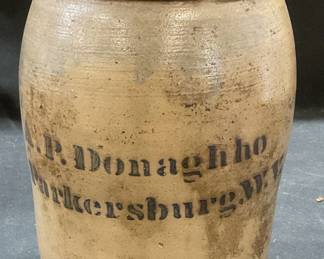 .P. Donaghho
Parkersburg, W. V